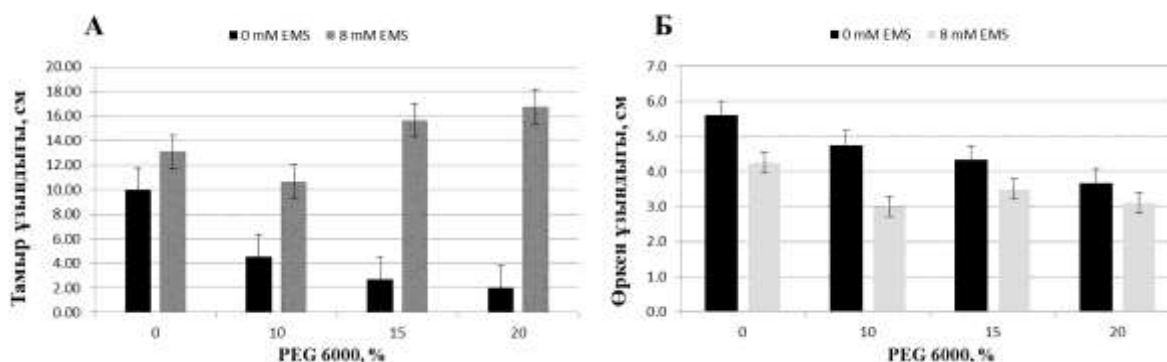 А
0 mM EMS 8 mM EMS
Тамыр ұзындығы, см
20.00
18.00
16.00
14.00
12.00
10.00
8.00
6.00
4.00
2.00
0.00
0 10 15 20
PEG 6000, %
Б
0 mM EMS 8 mM EMS
Өркен ұзындығы, см
7.0
6.0
5.0
4.0
3.0
2.0
1.0
0.0
0 10 15 20
PEG 6000, %